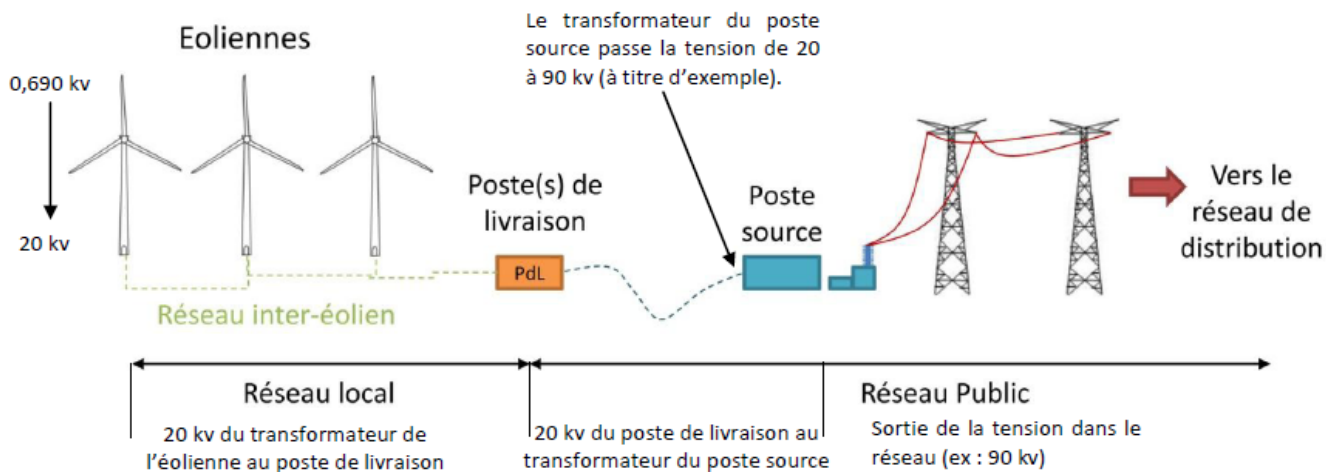 Le transformateur du poste
source passe la tension de 20
à 90 kv (à titre d'exemple).
Eoliennes
0,690 kv
20 kv
Poste(s) de
livraison
PdL
Poste
source
Vers le
réseau de
distribution
Réseau inter-éolien
Réseau local
Réseau Public
20 kv du transformateur de
l'éolienne au poste de livraison
20 kv du poste de livraison au
transformateur du poste source
Sortie de la tension dans le
réseau (ex : 90 kv)